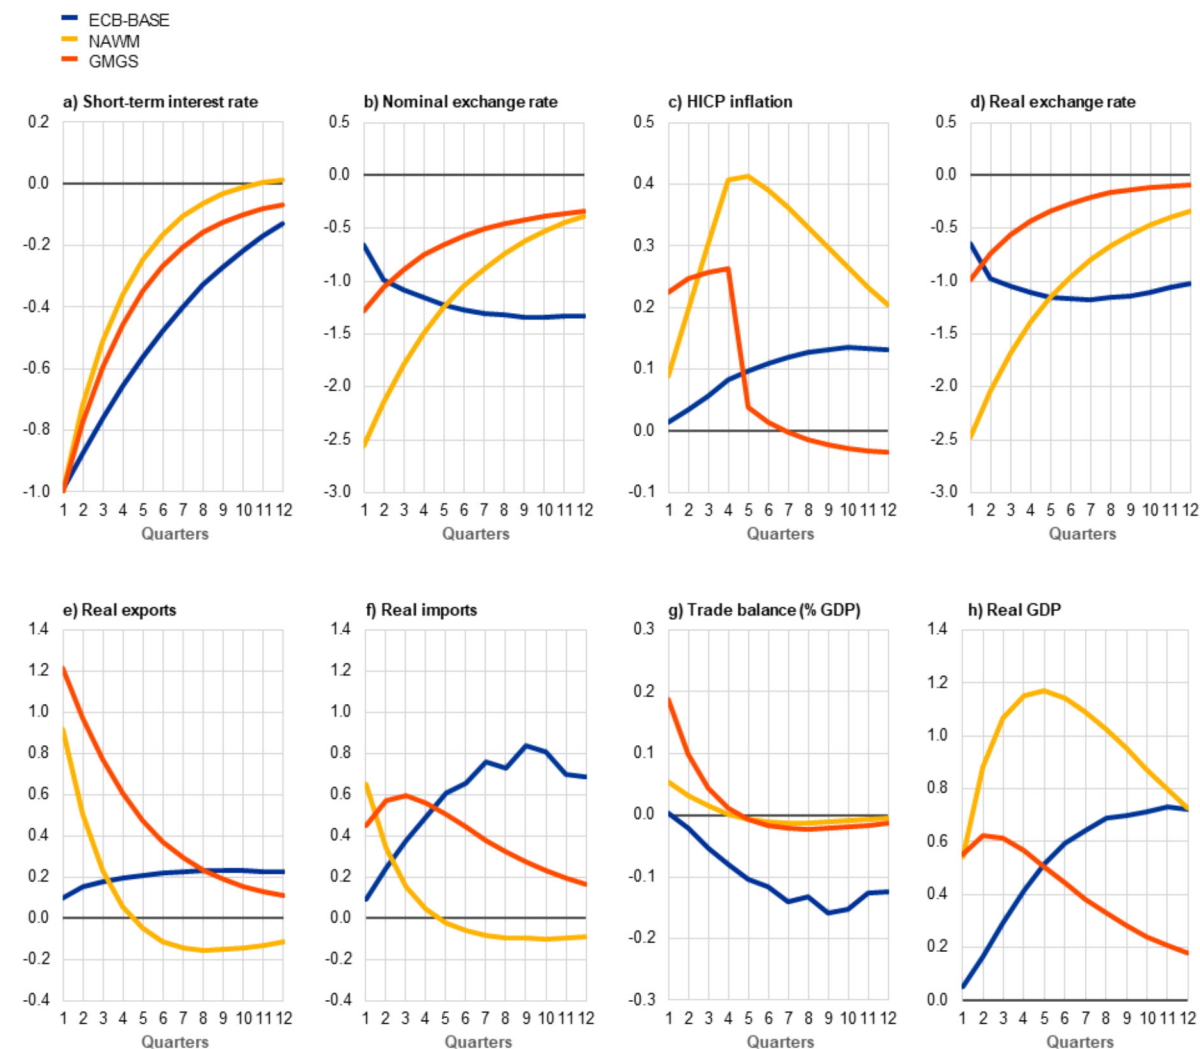 ECB-BASE
NAWM
GMGS
a) Short-term interest rate
0.2
0.0
-0.2
-0.4
-0.6
-0.8
-1.0
1 2 3 4 5 6 7 8 9 10 11 12
Quarters
b) Nominal exchange rate
0.5
0.0
-0.5
-1.0
-1.5
-2.0
-2.5
-3.0
1 2 3 4 5 6 7 8 9 10 11 12
Quarters
c) HICP inflation
0.5
0.4
0.3
0.2
0.1
0.0
-0.1
1 2 3 4 5 6 7 8 9 10 11 12
Quarters
d) Real exchange rate
0.5
0.0
-0.5
-1.0
-1.5
-2.0
-2.5
-3.0
1 2 3 4 5 6 7 8 9 10 11 12
Quarters
e) Real exports
1.4
1.2
1.0
0.8
0.6
0.4
0.2
0.0
-0.2
-0.4
1 2 3 4 5 6 7 8 9 10 11 12
Quarters
f) Real imports
1.4
1.2
1.0
0.8
0.6
0.4
0.2
0.0
-0.2
-0.4
1 2 3 4 5 6 7 8 9 10 11 12
Quarters
g) Trade balance (% GDP)
0.3
0.2
0.1
0.0
-0.1
-0.2
-0.3
1 2 3 4 5 6 7 8 9 10 11 12
Quarters
h) Real GDP
1.4
1.2
1.0
0.8
0.6
0.4
0.2
0.0
1 2 3 4 5 6 7 8 9 10 11 12
Quarters